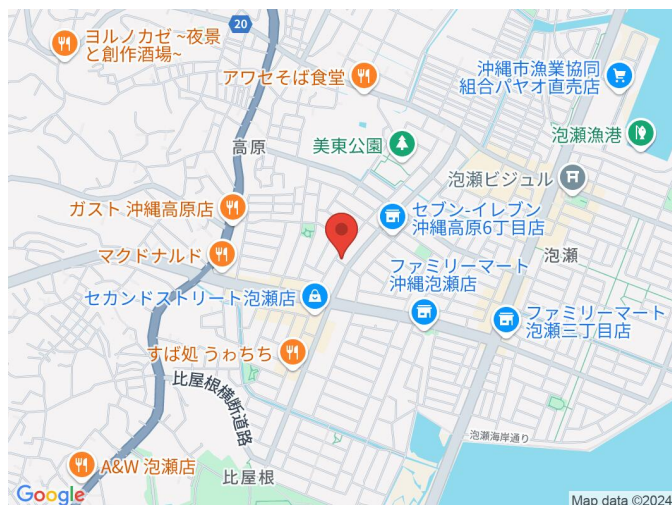 ヨルノカゼ ~夜景
と創作酒場~
20
アワセそば食堂
沖縄市漁業協同
組合パヤオ直売店
泡瀬漁港
高原
美東公園
泡瀬ビジュル
ガスト 沖縄高原店
セブン-イレブン
沖縄高原6丁目店
マクドナルド
泡瀬
ファミリーマート
沖縄泡瀬店
セカンドストリート泡瀬店
ファミリーマート
泡瀬三丁目店
すば処 うゎちち
比屋根横断道路
泡瀬海岸通り
A&W 泡瀬店
比屋根
Google
Map data ©2024